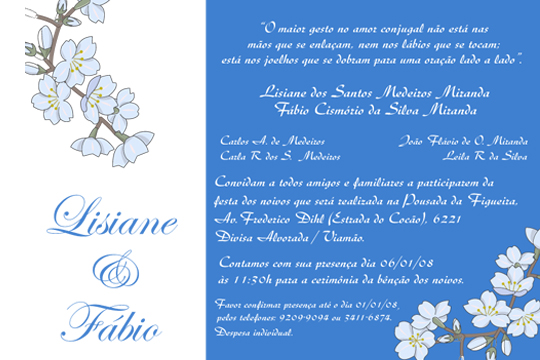 Lisiane
&
Fábio
"O maior gesto no amor conjugal não está nas
mãos que se enlaçam, nem nos lábios que se tocam;
está nos joelhos que se dobram para uma oração lado a lado".
Lisiane dos Santos Medeiros Miranda
Fábio Cismório da Silva Miranda
Carlos A. de Medeiros João Flávio de O. Miranda
Carla R. dos S. Medeiros Leila R. da Silva
Convidam a todos amigos e familiares a participarem da
festa dos noivos que será realizada na Pousada da Figueira,
Av. Frederico Dihl (Estrada do Cocão), 6221
Divisa Alvorada / Viamão.
Contamos com sua presença dia 06/01/08
às 11:30h para a cerimônia da bênção dos noivos.
Favor confirmar presença até o dia 01/01/08,
pelos telefones: 9209-9094 ou 3411-6874.
Despesa individual.